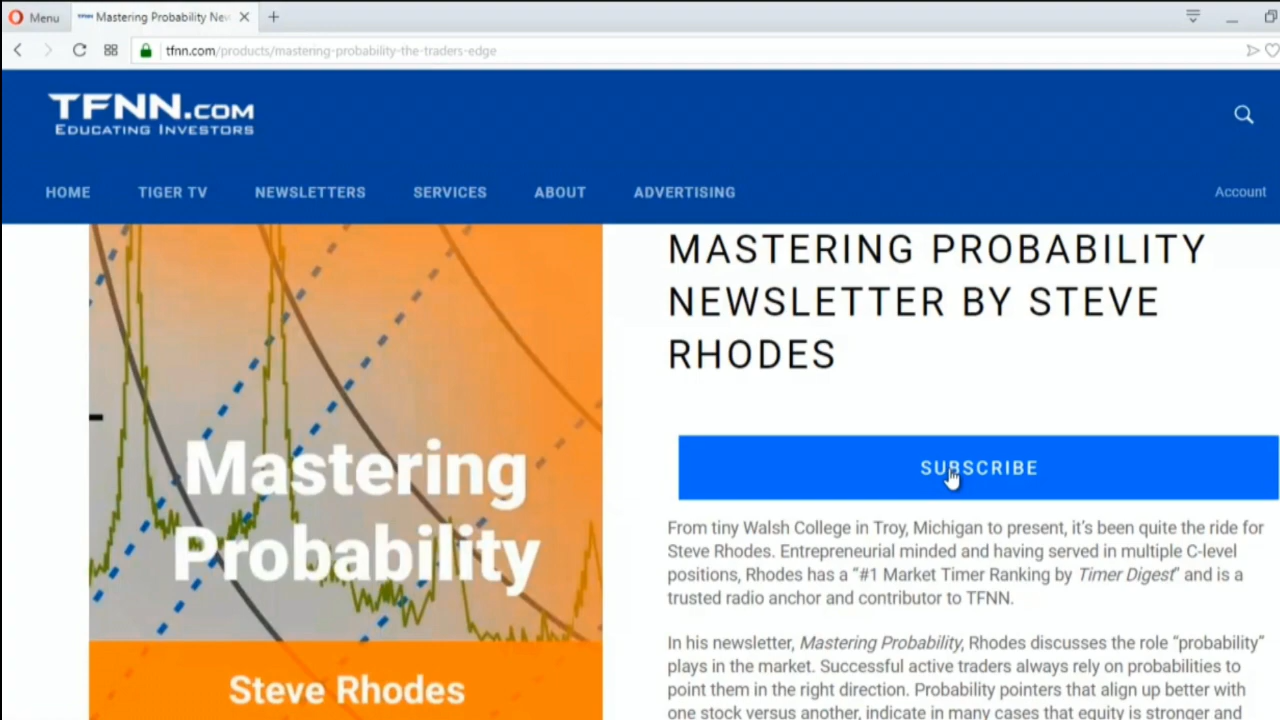 Menu
Mastering Probability New
tfnn.com/products/mastering-probability-the-traders-edge
TFNN.COM
EDUCATING INVESTORS
HOME
TIGER TV
NEWSLETTERS
SERVICES
ABOUT
ADVERTISING
Account
Mastering
Probability
Steve Rhodes
MASTERING PROBABILITY
NEWSLETTER BY STEVE
RHODES
SUBSCRIBE
From tiny Walsh College in Troy, Michigan to present, it’s been quite the ride for
Steve Rhodes. Entrepreneurial minded and having served in multiple C-level
positions, Rhodes has a “#1 Market Timer Ranking by Timer Digest” and is a
trusted radio anchor and contributor to TFNN.
In his newsletter, Mastering Probability, Rhodes discusses the role “probability”
plays in the market. Successful active traders always rely on probabilities to
point them in the right direction. Probability pointers that align up better with
one stock versus another, indicate in many cases that equity is stronger and